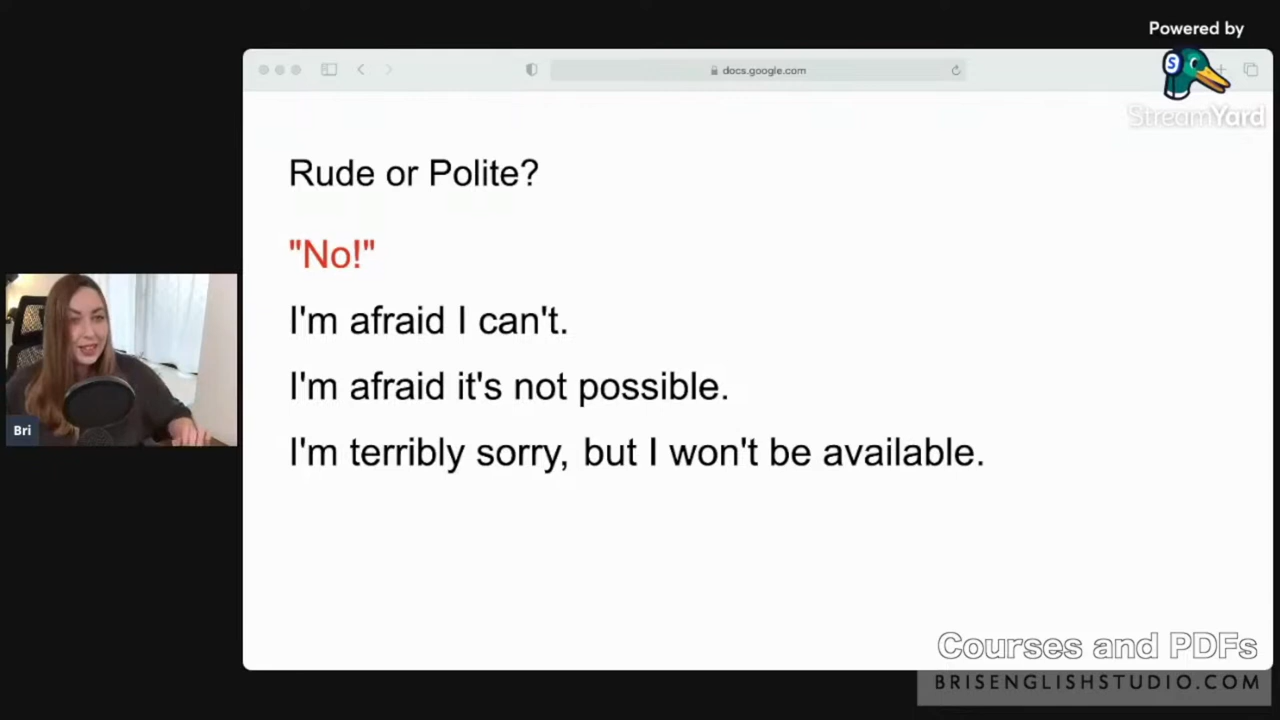 Powered by
docs.google.com
S
StreamYard
Rude or Polite?
"No!"
I'm afraid I can't.
I'm afraid it's not possible.
I'm terribly sorry, but I won't be available.
Bri
Courses and PDFs
BRISENGLISHSTUDIO.COM